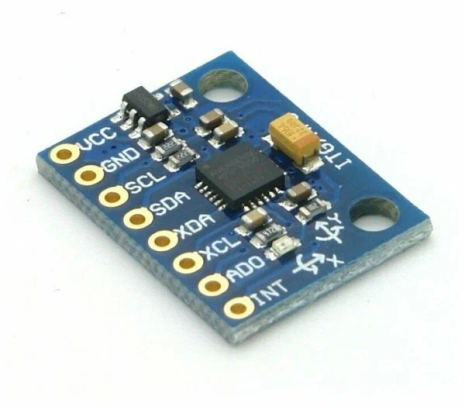 VCC
GND
SCL
SDA
XDA
XCL
ADO
INT
ITG
Y
X